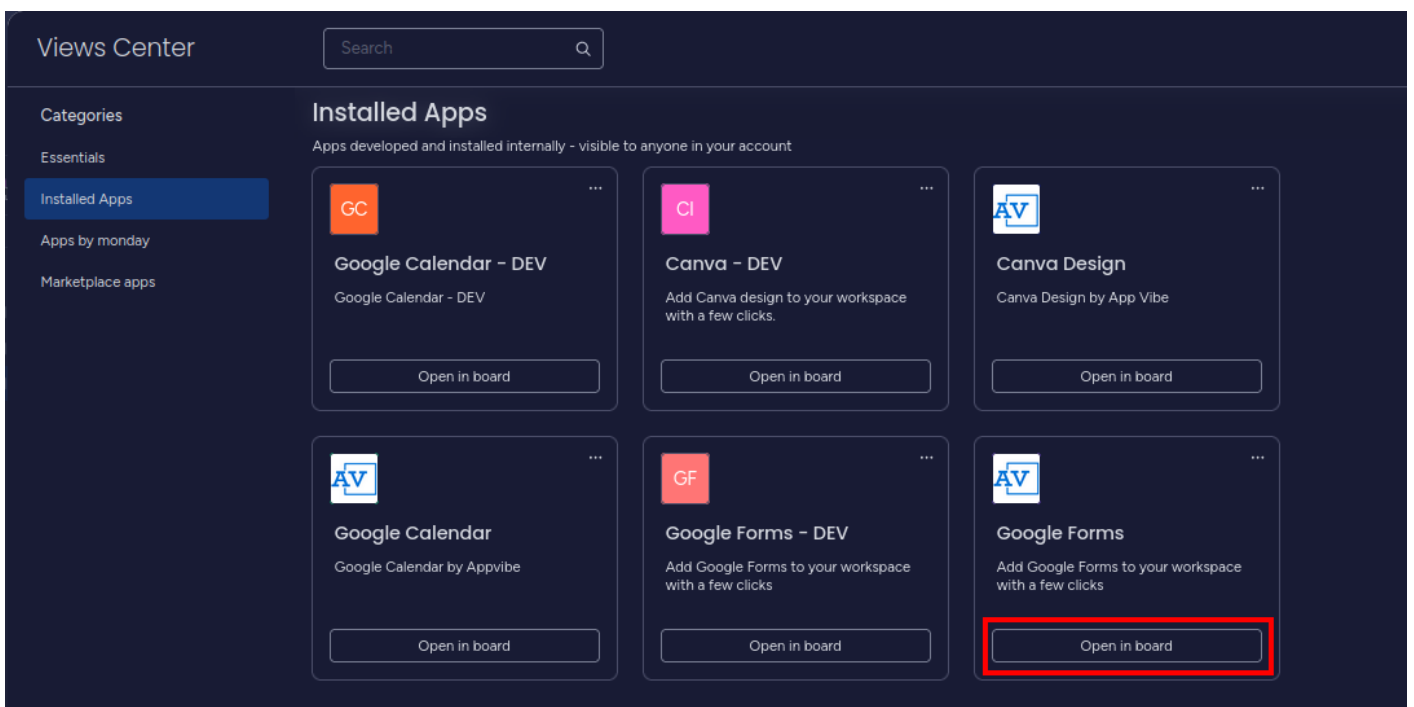 Views Center
Search
Categories
Essentials
Installed Apps
Apps by monday
Marketplace apps
Installed Apps
Apps developed and installed internally - visible to anyone in your account
GC
Google Calendar - DEV
Google Calendar - DEV
Open in board
CI
Canva - DEV
Add Canva design to your workspace
with a few clicks.
Open in board
AV
Canva Design
Canva Design by App Vibe
Open in board
AV
Google Calendar
Google Calendar by Appvibe
Open in board
GF
Google Forms - DEV
Add Google Forms to your workspace
with a few clicks
Open in board
AV
Google Forms
Add Google Forms to your workspace
with a few clicks
Open in board